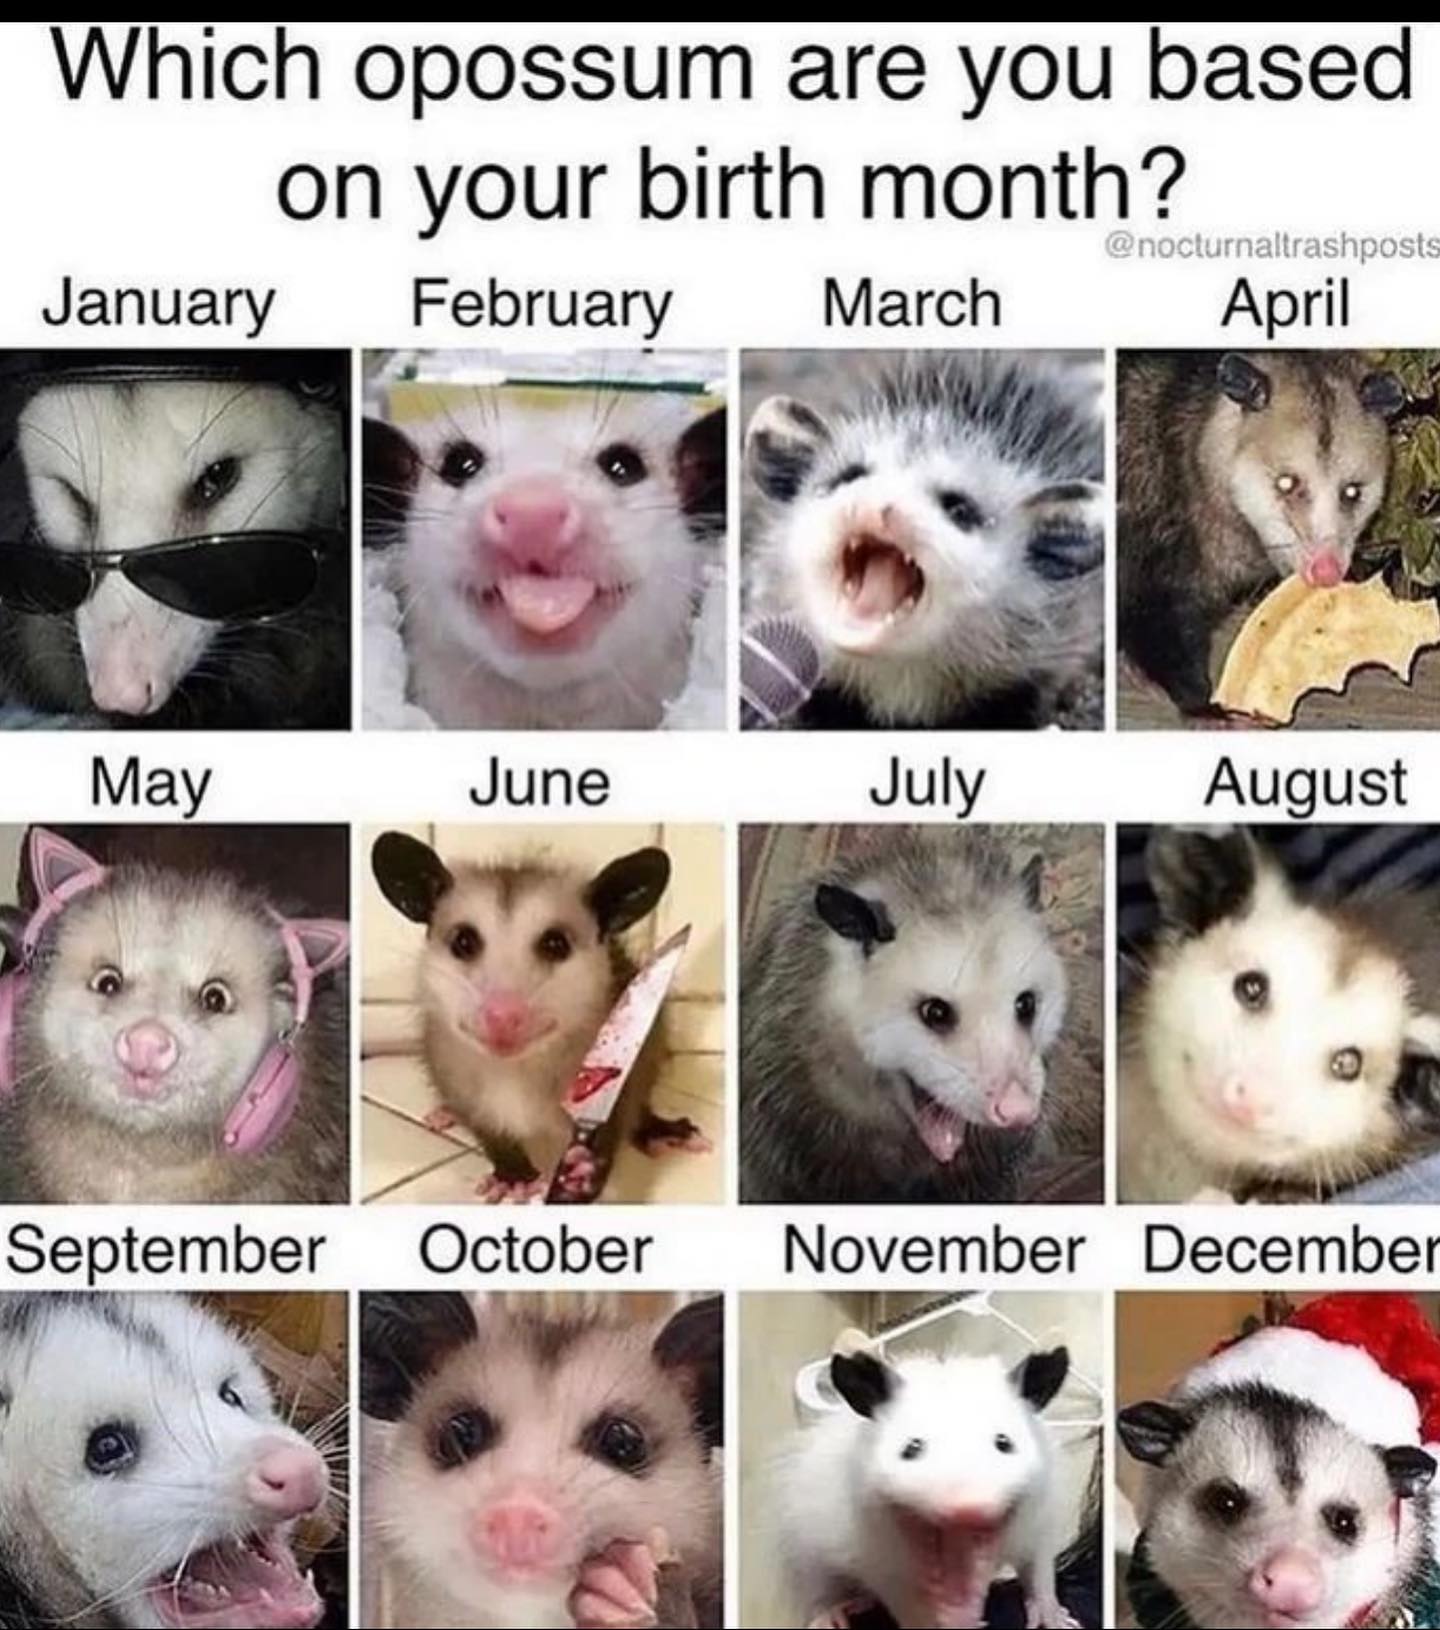 Which opossum are you based
on your birth month?
@nocturnaltrashposts
January February March April
May June July August
September October November December